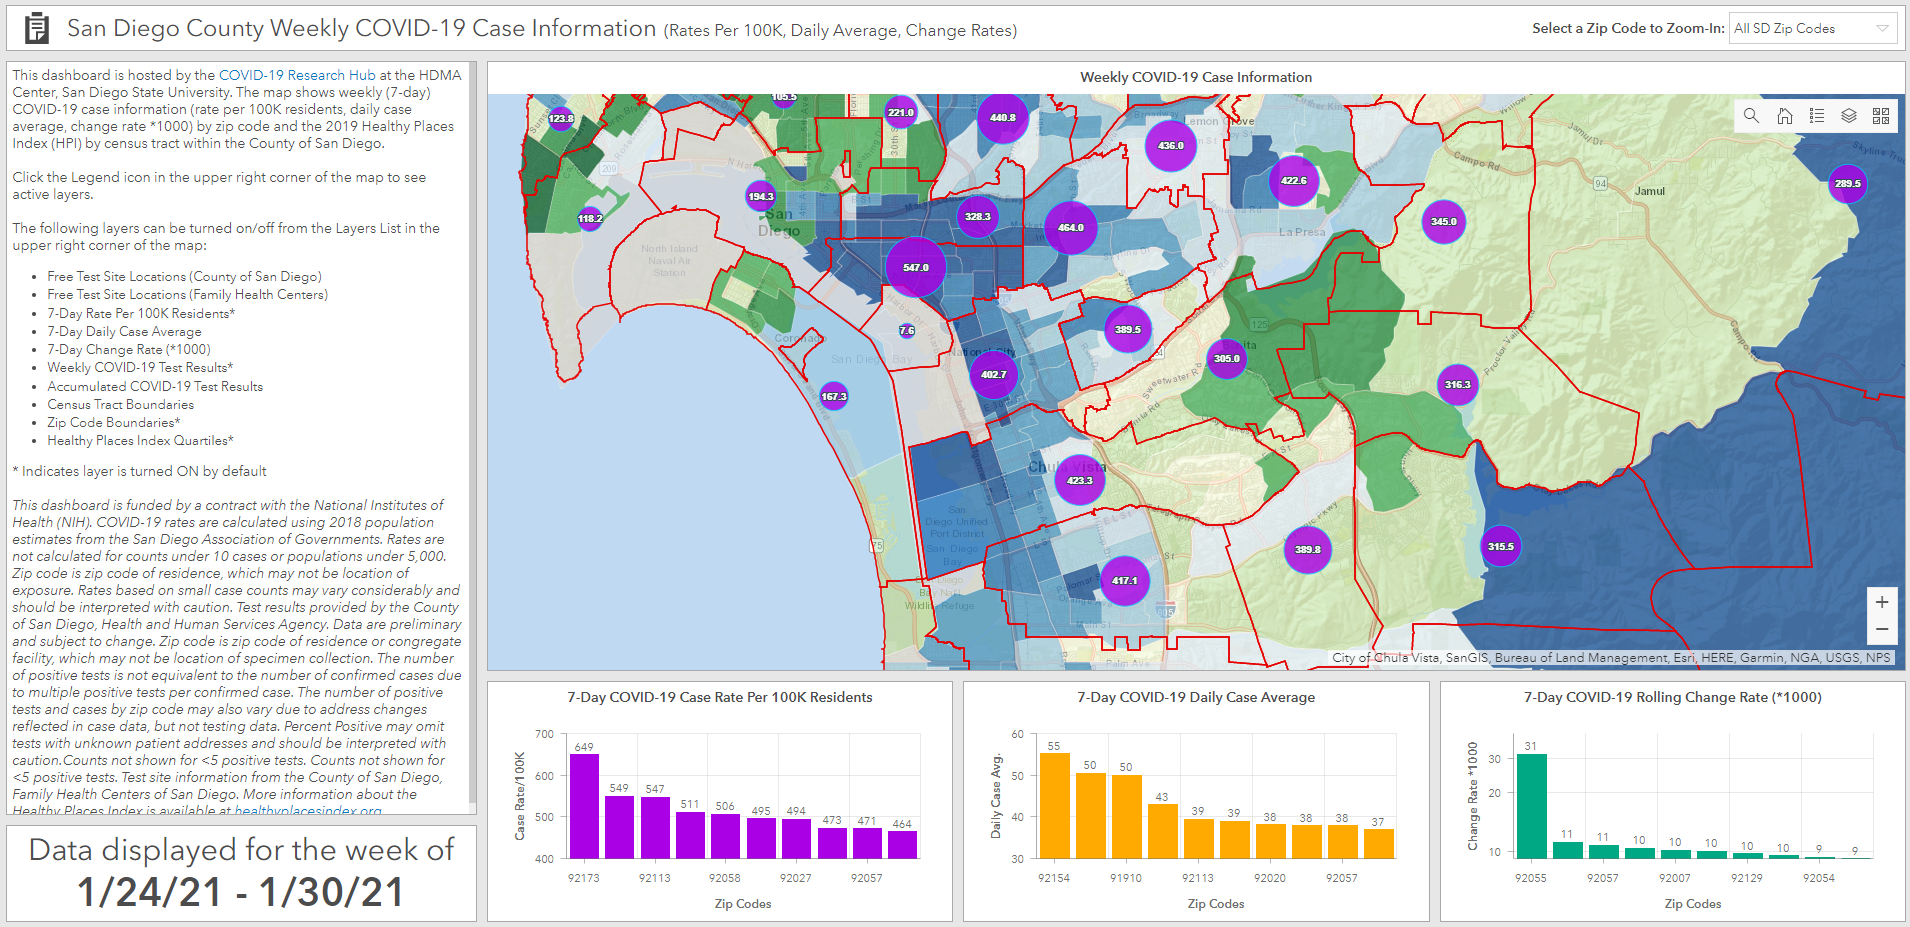 San Diego County Weekly COVID-19 Case Information (Rates Per 100K, Daily Average, Change Rates)
Select a Zip Code to Zoom-In: All SD Zip Codes
This dashboard is hosted by the COVID-19 Research Hub at the HDMA
Center, San Diego State University. The map shows weekly (7-day)
COVID-19 case information (rate per 100K residents, daily case
average, change rate *1000) by zip code and the 2019 Healthy Places
Index (HPI) by census tract within the County of San Diego.
Click the Legend icon in the upper right corner of the map to see
active layers.
The following layers can be turned on/off from the Layers List in the
upper right corner of the map:
• Free Test Site Locations (County of San Diego)
• Free Test Site Locations (Family Health Centers)
• 7-Day Rate Per 100K Residents*
• 7-Day Daily Case Average
• 7-Day Change Rate (*1000)
• Weekly COVID-19 Test Results*
• Accumulated COVID-19 Test Results
• Census Tract Boundaries
• Zip Code Boundaries*
• Healthy Places Index Quartiles*
* Indicates layer is turned ON by default
This dashboard is funded by a contract with the National Institutes of
Health (NIH). COVID-19 rates are calculated using 2018 population
estimates from the San Diego Association of Governments. Rates are
not calculated for counts under 10 cases or populations under 5,000.
Zip code is zip code of residence, which may not be location of
exposure. Rates based on small case counts may vary considerably and
should be interpreted with caution. Test results provided by the County
of San Diego, Health and Human Services Agency. Data are preliminary
and subject to change. Zip code is zip code of residence or congregate
facility, which may not be location of specimen collection. The number
of positive tests is not equivalent to the number of confirmed cases due
to multiple positive tests per confirmed case. The number of positive
tests and cases by zip code may also vary due to address changes
reflected in case data, but not testing data. Percent Positive may omit
tests with unknown patient addresses and should be interpreted with
caution.Counts not shown for <5 positive tests. Counts not shown for
<5 positive tests. Test site information from the County of San Diego,
Family Health Centers of San Diego. More information about the
Healthy Places Index is available at healthyplacesindex.org
Data displayed for the week of
1/24/21 - 1/30/21
Weekly COVID-19 Case Information
105.5
123.8
221.0
440.8
436.0
Lemon Grove
Broadway
422.6
289.5
Skyline Tru
Jamul Dr
Campo Rd
94
Jamul
209
194.3
118.2
San
Diego
328.3
464.0
345.0
La Presa
North Island
Naval Air
Station
547.0
7.6
389.5
125
Bonita
305.0
Coronado
San Diego Bay
National City
402.7
316.3
Proctor Valley Rd
Campo Rd
Sweetwater Rd
167.3
Chula Vista
423.3
San
Diego Unified
Port District
San Diego
Bay
75
E L St
Telegraph
Otay Lakes Rd
315.5
389.8
417.1
Orange Ave
Main St
805
Palm Ave
San Diego
Bay Nat'l
Wildlife Refuge
City of Chula Vista, SanGIS, Bureau of Land Management, Esri, HERE, Garmin, NGA, USGS, NPS
+
−
7-Day COVID-19 Case Rate Per 100K Residents
Case Rate/100K
700
600
500
400
649
549
547
511
506
495
494
473
471
464
92173
92113
92058
92027
92057
Zip Codes
7-Day COVID-19 Daily Case Average
Daily Case Avg.
60
50
40
30
55
50
50
43
39
39
38
38
38
37
92154
91910
92113
92020
92057
Zip Codes
7-Day COVID-19 Rolling Change Rate (*1000)
Change Rate *1000
30
20
10
31
11
11
10
10
10
10
10
9
9
92055
92057
92007
92129
92054
Zip Codes